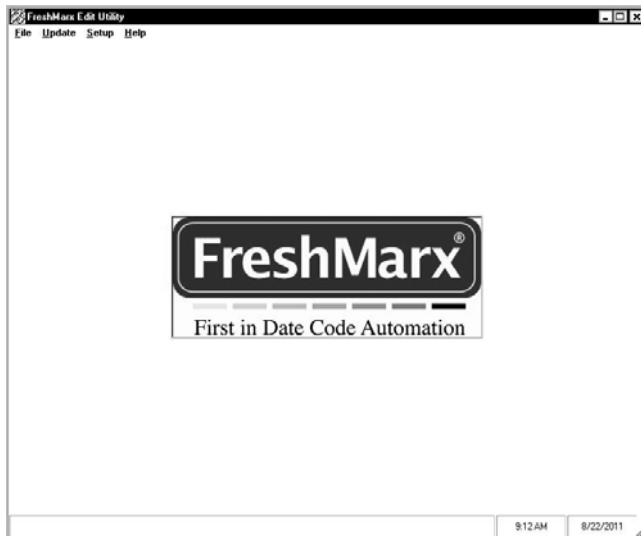 FreshMarx Edit Utility
File Update Setup Help
FreshMarx®
First in Date Code Automation
9:12 AM 8/22/2011